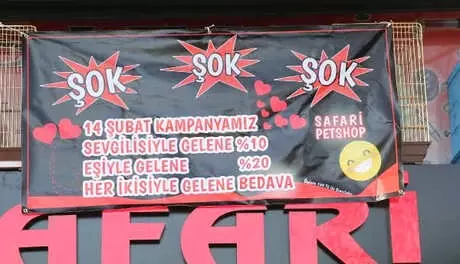 ŞOK ŞOK ŞOK
14 ŞUBAT KAMPANYAMIZ
SEVGİLİSİYLE GELENE %10
EŞİYLE GELENE %20
HER İKİSİYLE GELENE BEDAVA
SAFARİ
PETSHOP
AFARİ